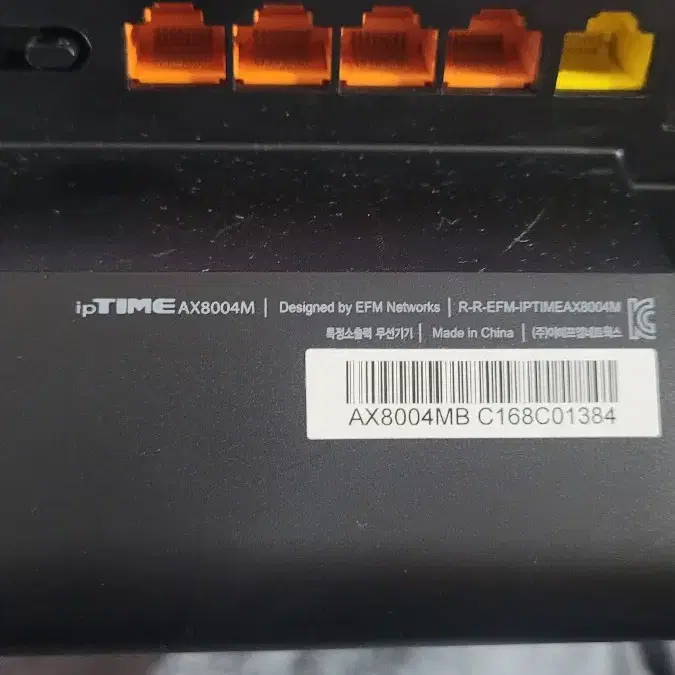 ipTIME AX8004M | Designed by EFM Networks | R-R-EFM-IPTIMEAX8004M
특정소출력 무선기기 | Made in China | (주)이에프엠네트웍스
AX8004MB C168C01384